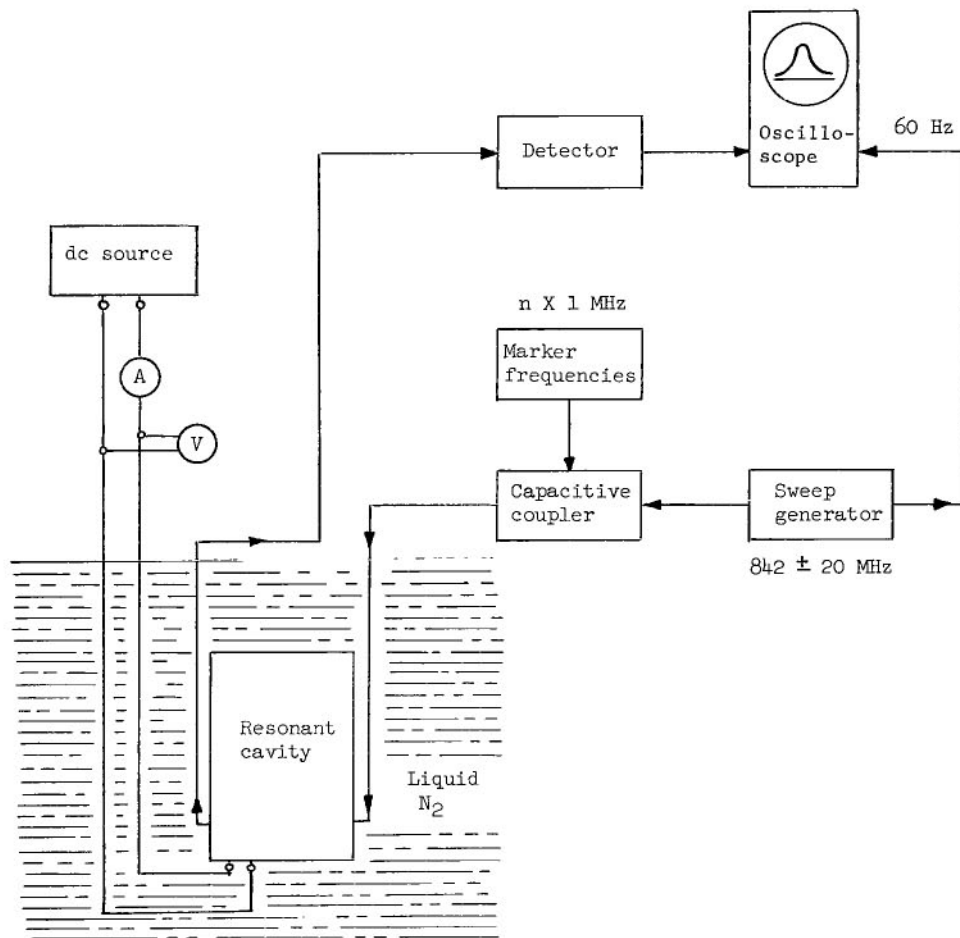 Oscillo-
scope
60 Hz
Detector
dc source
n X 1 MHz
Marker
frequencies
A
V
Capacitive
coupler
Sweep
generator
842 ± 20 MHz
Resonant
cavity
Liquid
N₂